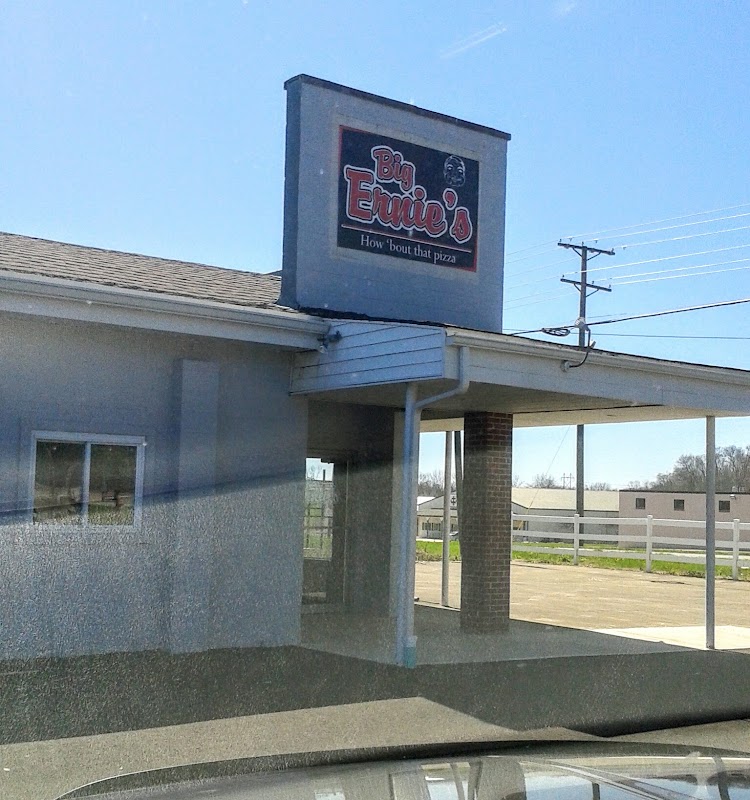 Big
Ernie's
How 'bout that pizza